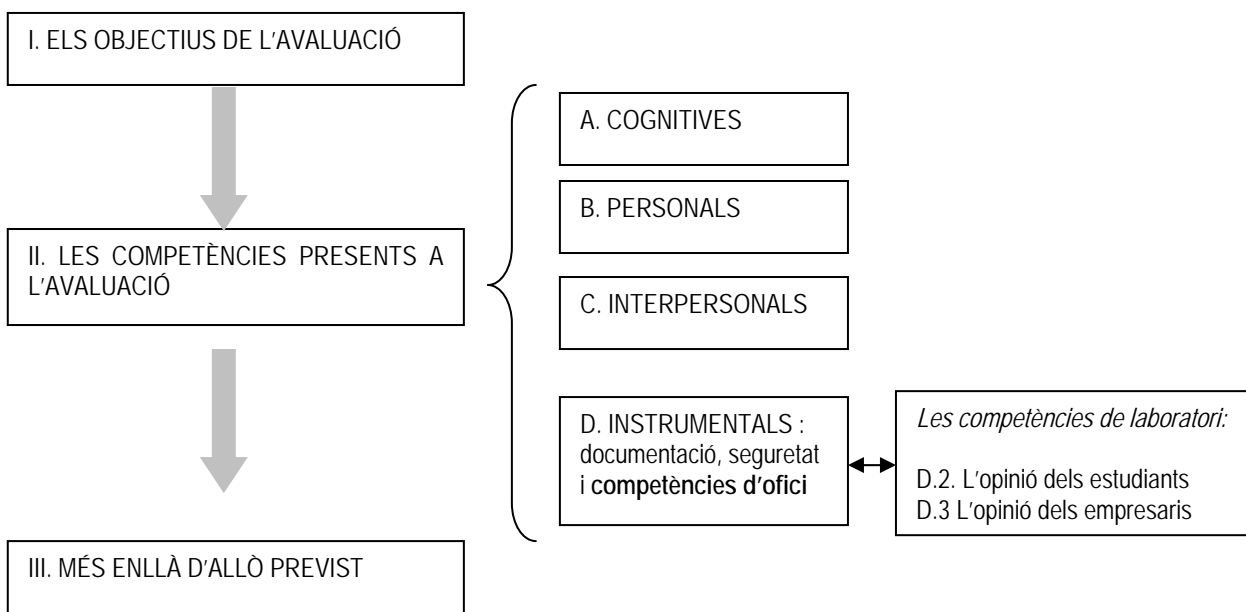 I. ELS OBJECTIUS DE L'AVALUACIÓ
A. COGNITIVES
B. PERSONALS
II. LES COMPETÈNCIES PRESENTS A
L'AVALUACIÓ
C. INTERPERSONALS
D. INSTRUMENTALS :
documentació, seguretat
i competències d'ofici
Les competències de laboratori:
D.2. L'opinió dels estudiants
D.3 L'opinió dels empresaris
III. MÉS ENLLÀ D'ALLÒ PREVIST